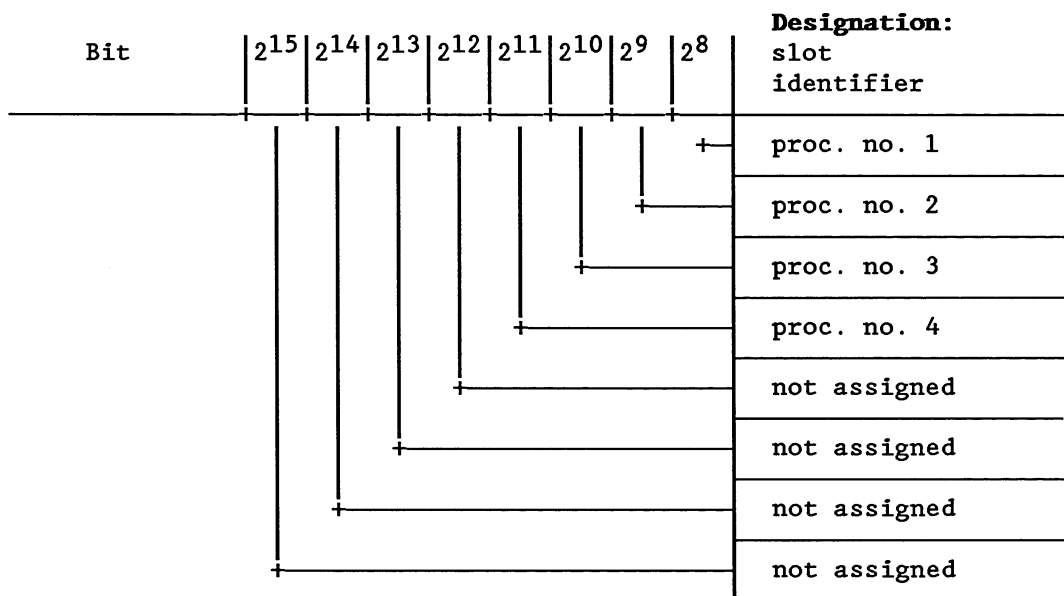 Designation:
Bit 2^15 2^14 2^13 2^12 2^11 2^10 2^9 2^8 slot
identifier
proc. no. 1
proc. no. 2
proc. no. 3
proc. no. 4
not assigned
not assigned
not assigned
not assigned